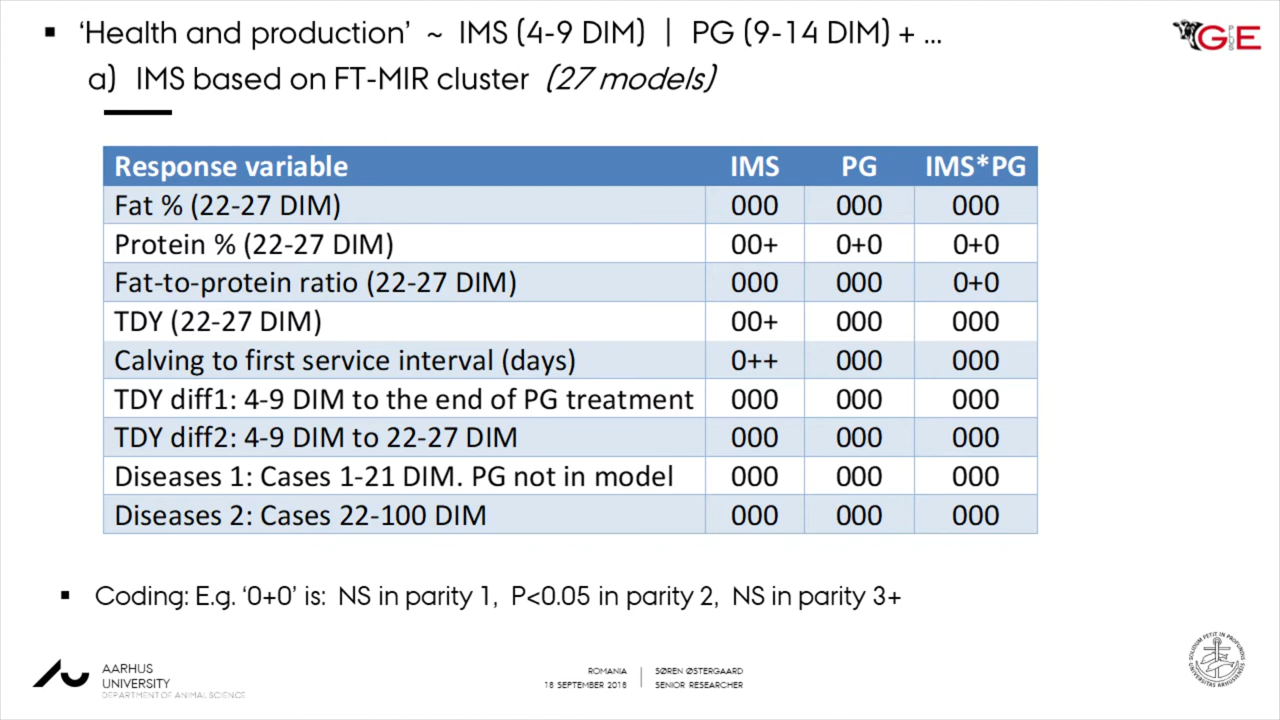 ▪ ‘Health and production’ ~ IMS (4-9 DIM) | PG (9-14 DIM) + ...
a) IMS based on FT-MIR cluster (27 models)
GplusE
Response variable IMS PG IMS*PG
Fat % (22-27 DIM) 000 000 000
Protein % (22-27 DIM) 00+ 0+0 0+0
Fat-to-protein ratio (22-27 DIM) 000 000 0+0
TDY (22-27 DIM) 00+ 000 000
Calving to first service interval (days) 0++ 000 000
TDY diff1: 4-9 DIM to the end of PG treatment 000 000 000
TDY diff2: 4-9 DIM to 22-27 DIM 000 000 000
Diseases 1: Cases 1-21 DIM. PG not in model 000 000 000
Diseases 2: Cases 22-100 DIM 000 000 000
▪ Coding: E.g. ‘0+0’ is: NS in parity 1, P<0.05 in parity 2, NS in parity 3+
AARHUS
UNIVERSITY
DEPARTMENT OF ANIMAL SCIENCE
ROMANIA
18 SEPTEMBER 2018
SØREN ØSTERGAARD
SENIOR RESEARCHER
SOLIDUM PETIT IN PROFUNDIS
UNIVERSITAS ARHUSIENSIS